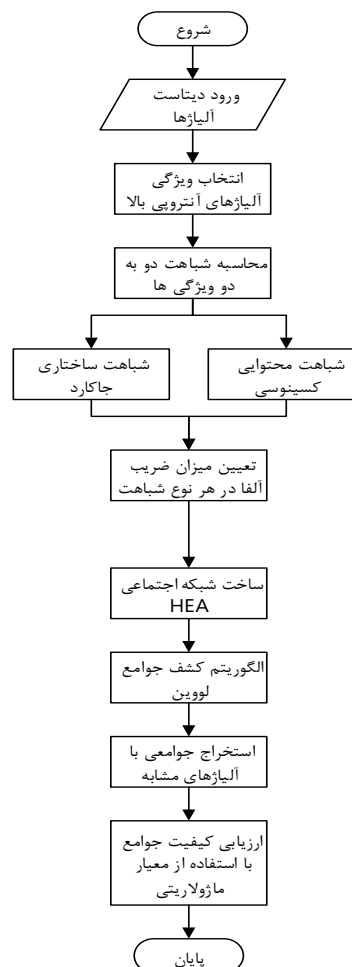 شروع
ورود دیتاست
آلیاژها
انتخاب ویژگی
آلیاژهای آنتروپی بالا
محاسبه شباهت دو به
دو ویژگی ها
شباهت محتوایی
کسینوسی
شباهت ساختاری
جاکارد
تعیین میزان ضریب
آلفا در هر نوع شباهت
ساخت شبکه اجتماعی
HEA
الگوریتم کشف جوامع
لووین
استخراج جوامعی با
آلیاژهای مشابه
ارزیابی کیفیت جوامع
با استفاده از معیار
ماژولاریتی
پایان